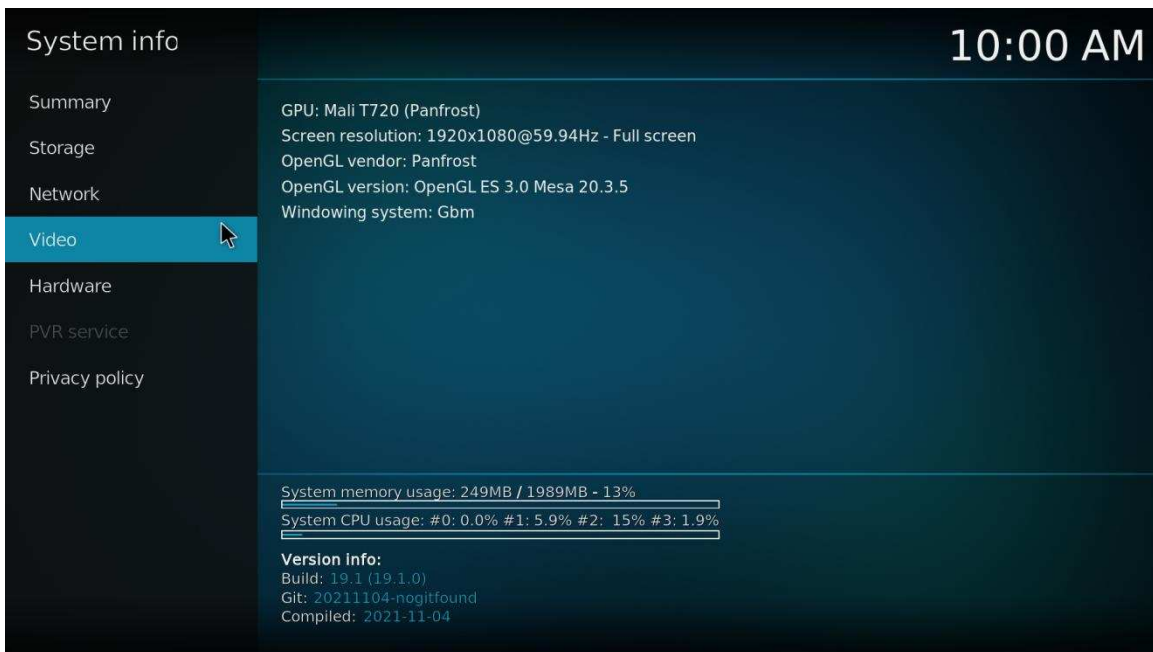 System info
10:00 AM
Summary
Storage
Network
Video
Hardware
PVR service
Privacy policy
GPU: Mali T720 (Panfrost)
Screen resolution: 1920x1080@59.94Hz - Full screen
OpenGL vendor: Panfrost
OpenGL version: OpenGL ES 3.0 Mesa 20.3.5
Windowing system: Gbm
System memory usage: 249MB / 1989MB - 13%
System CPU usage: #0: 0.0% #1: 5.9% #2: 15% #3: 1.9%
Version info:
Build: 19.1 (19.1.0)
Git: 20211104-nogitfound
Compiled: 2021-11-04